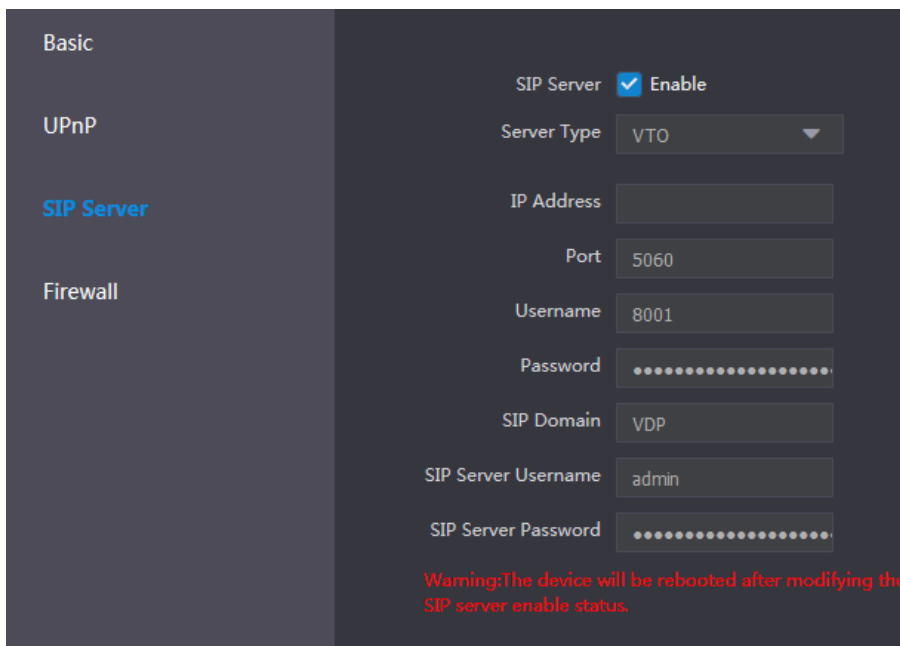 Basic
UPnP
SIP Server
Firewall
SIP Server Enable
Server Type VTO
IP Address
Port 5060
Username 8001
Password ••••••••••••••••••••
SIP Domain VDP
SIP Server Username admin
SIP Server Password ••••••••••••••••••••
Warning:The device will be rebooted after modifying the
SIP server enable status.